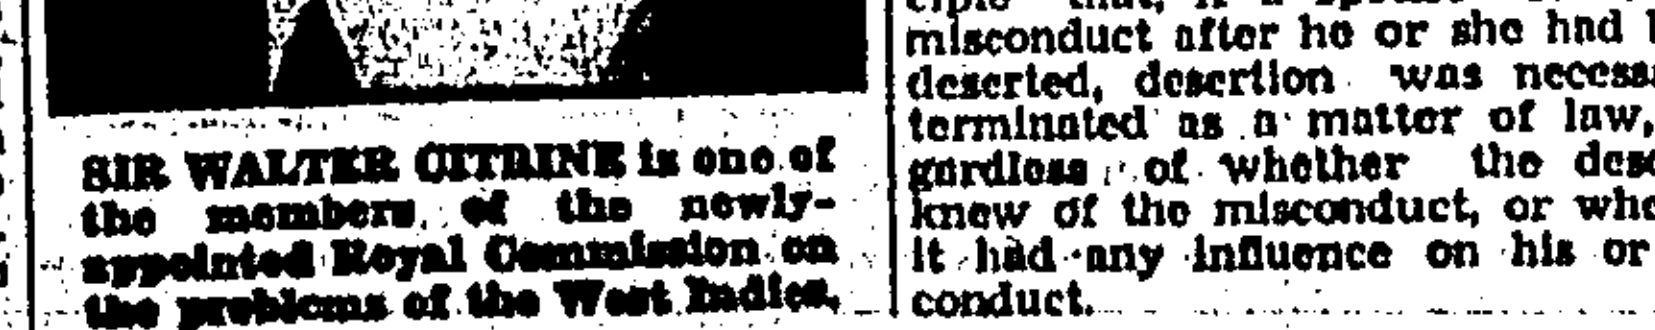 SIR WALTER CITRINE is one of
the members of the newly-
appointed Royal Commission on
the problems of the West Indies.
misconduct after he or she had
deserted, desertion was
terminated as a matter of law,
gardless of whether the
knew of the misconduct, or
it had any influence on his or
conduct.